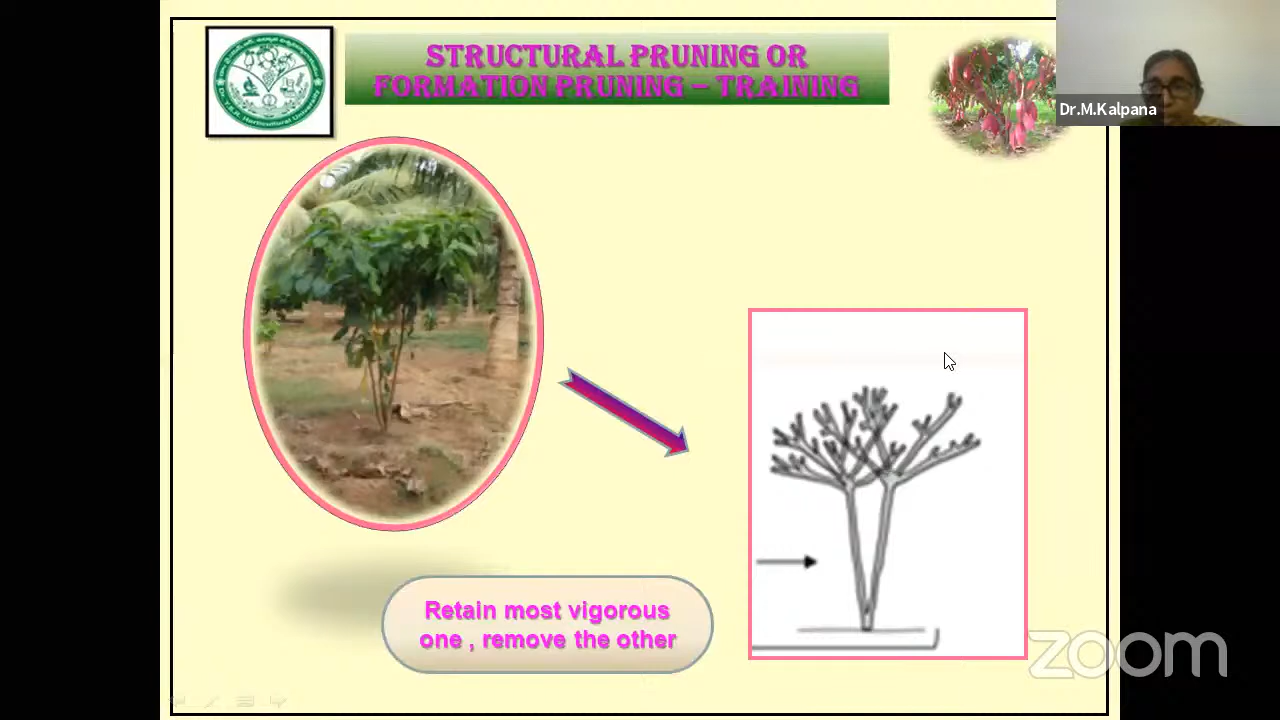 STRUCTURAL PRUNING OR
FORMATION PRUNING – TRAINING
Dr.M.Kalpana
Retain most vigorous
one , remove the other
zoom